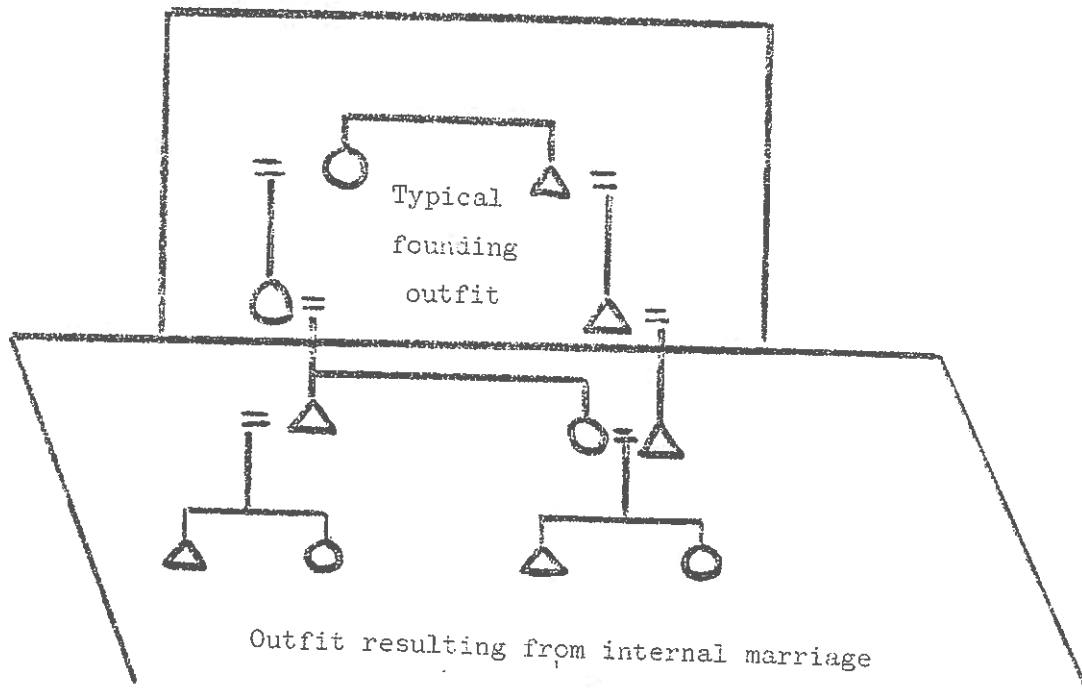 Typical
founding
outfit
Outfit resulting from internal marriage